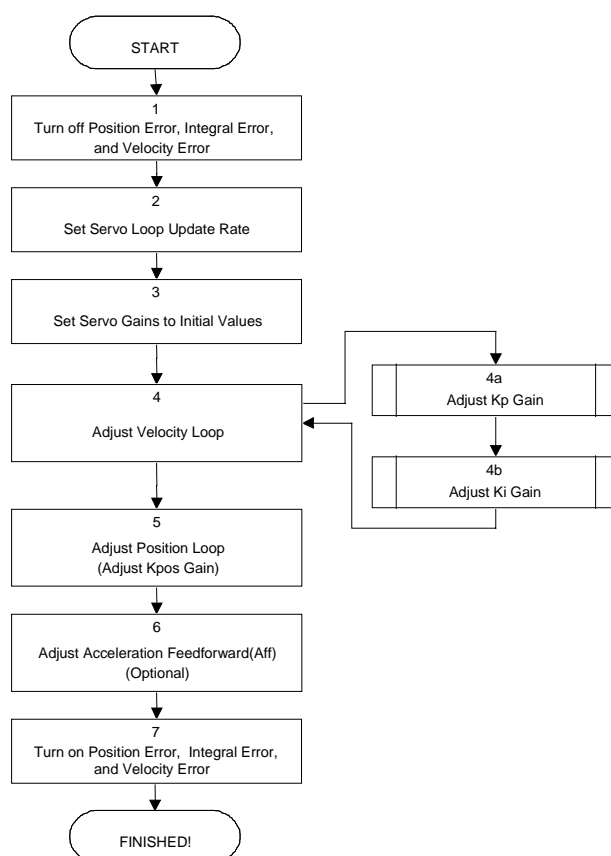 START
1
Turn off Position Error, Integral Error,
and Velocity Error
2
Set Servo Loop Update Rate
3
Set Servo Gains to Initial Values
4
Adjust Velocity Loop
4a
Adjust Kp Gain
4b
Adjust Ki Gain
5
Adjust Position Loop
(Adjust Kpos Gain)
6
Adjust Acceleration Feedforward(Aff)
(Optional)
7
Turn on Position Error, Integral Error,
and Velocity Error
FINISHED!